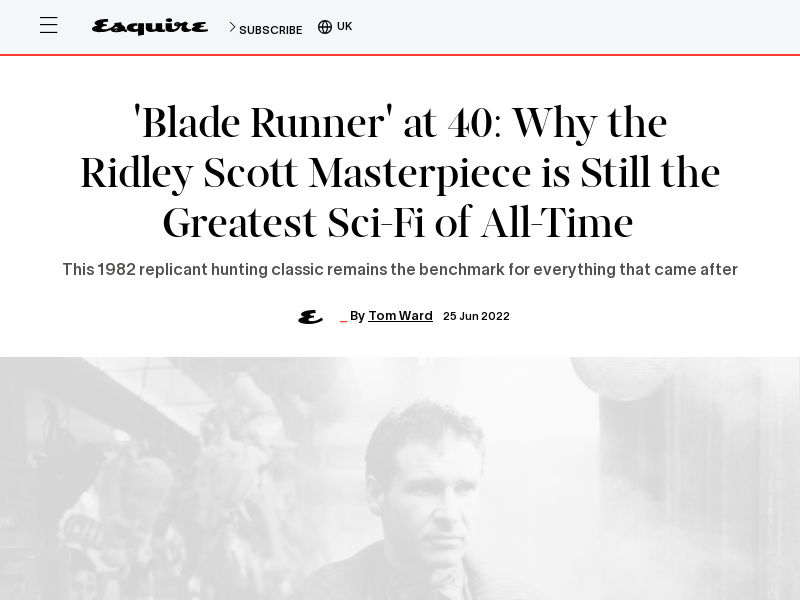 Esquire
SUBSCRIBE
UK
'Blade Runner' at 40: Why the
Ridley Scott Masterpiece is Still the
Greatest Sci-Fi of All-Time
This 1982 replicant hunting classic remains the benchmark for everything that came after
E
_ By Tom Ward 25 Jun 2022